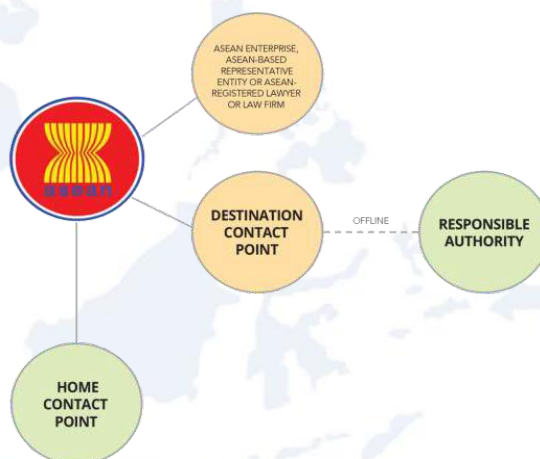 ASEAN ENTERPRISE,
ASEAN-BASED
REPRESENTATIVE
ENTITY OR ASEAN-
REGISTERED LAWYER
OR LAW FIRM
asean
DESTINATION
CONTACT
POINT
OFFLINE
RESPONSIBLE
AUTHORITY
HOME
CONTACT
POINT